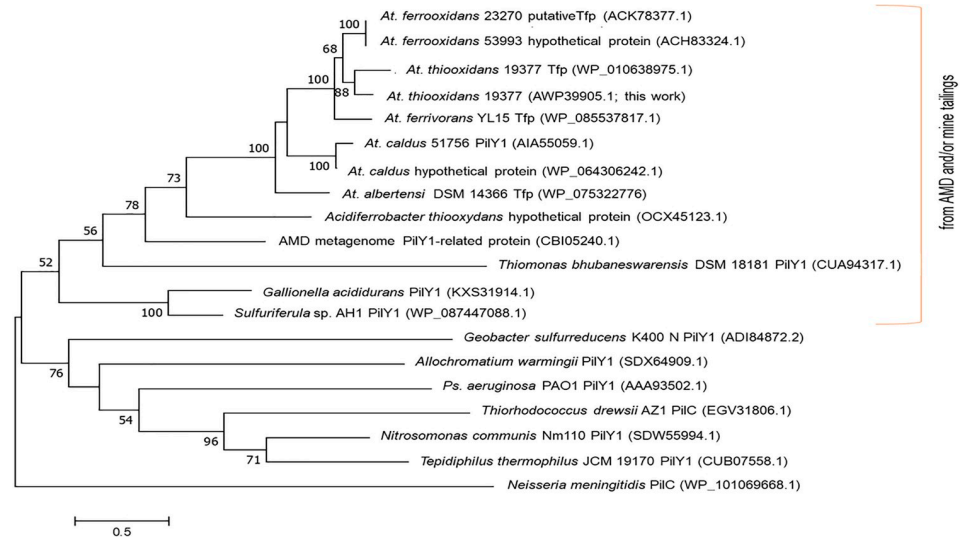 100
At. ferrooxidans 23270 putativeTfp (ACK78377.1)
At. ferrooxidans 53993 hypothetical protein (ACH83324.1)
68
At. thiooxidans 19377 Tfp (WP_010638975.1)
100
88
At. thiooxidans 19377 (AWP39905.1; this work)
At. ferrivorans YL15 Tfp (WP_085537817.1)
100
At. caldus 51756 PilY1 (AIA55059.1)
100
At. caldus hypothetical protein (WP_064306242.1)
73
At. albertensi DSM 14366 Tfp (WP_075322776)
78
Acidiferrobacter thiooxydans hypothetical protein (OCX45123.1)
56
AMD metagenome PilY1-related protein (CBI05240.1)
52
Thiomonas bhubaneswarensis DSM 18181 PilY1 (CUA94317.1)
Gallionella acididurans PilY1 (KXS31914.1)
100
Sulfuriferula sp. AH1 PilY1 (WP_087447088.1)
from AMD and/or mine tailings
Geobacter sulfurreducens K400 N PilY1 (ADI84872.2)
76
Allochromatium warmingii PilY1 (SDX64909.1)
Ps. aeruginosa PAO1 PilY1 (AAA93502.1)
54
Thiorhodococcus drewsii AZ1 PilC (EGV31806.1)
96
Nitrosomonas communis Nm110 PilY1 (SDW55994.1)
71
Tepidiphilus thermophilus JCM 19170 PilY1 (CUB07558.1)
Neisseria meningitidis PilC (WP_101069668.1)
0.5